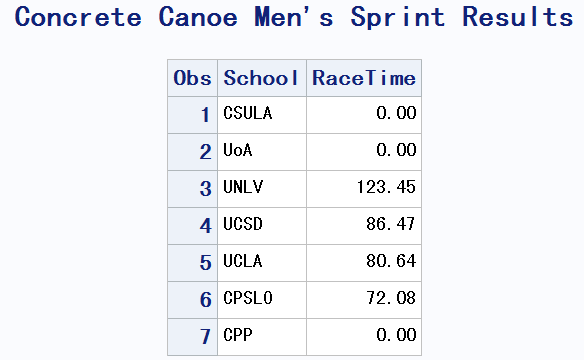 Concrete Canoe Men's Sprint Results
Obs School RaceTime
1 CSULA 0.00
2 UoA 0.00
3 UNLV 123.45
4 UCSD 86.47
5 UCLA 80.64
6 CPSLO 72.08
7 CPP 0.00